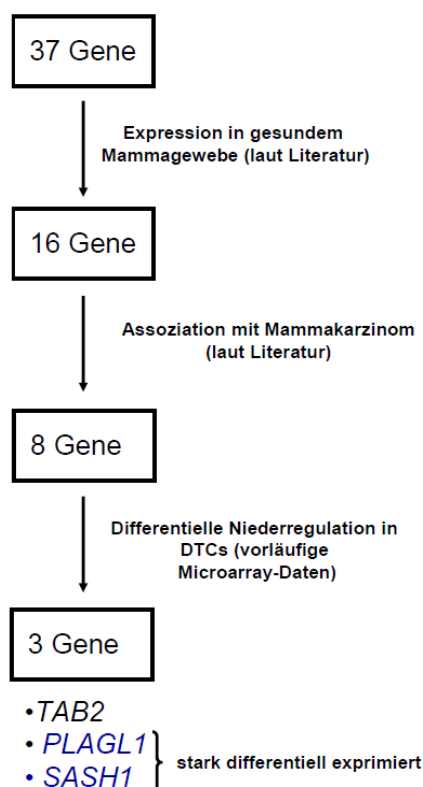 37 Gene
Expression in gesundem
Mammagewebe (laut Literatur)
16 Gene
Assoziation mit Mammakarzinom
(laut Literatur)
8 Gene
Differentielle Niederregulation in
DTCs (vorläufige
Microarray-Daten)
3 Gene
•TAB2
• PLAGL1
• SASH1
stark differentiell exprimiert